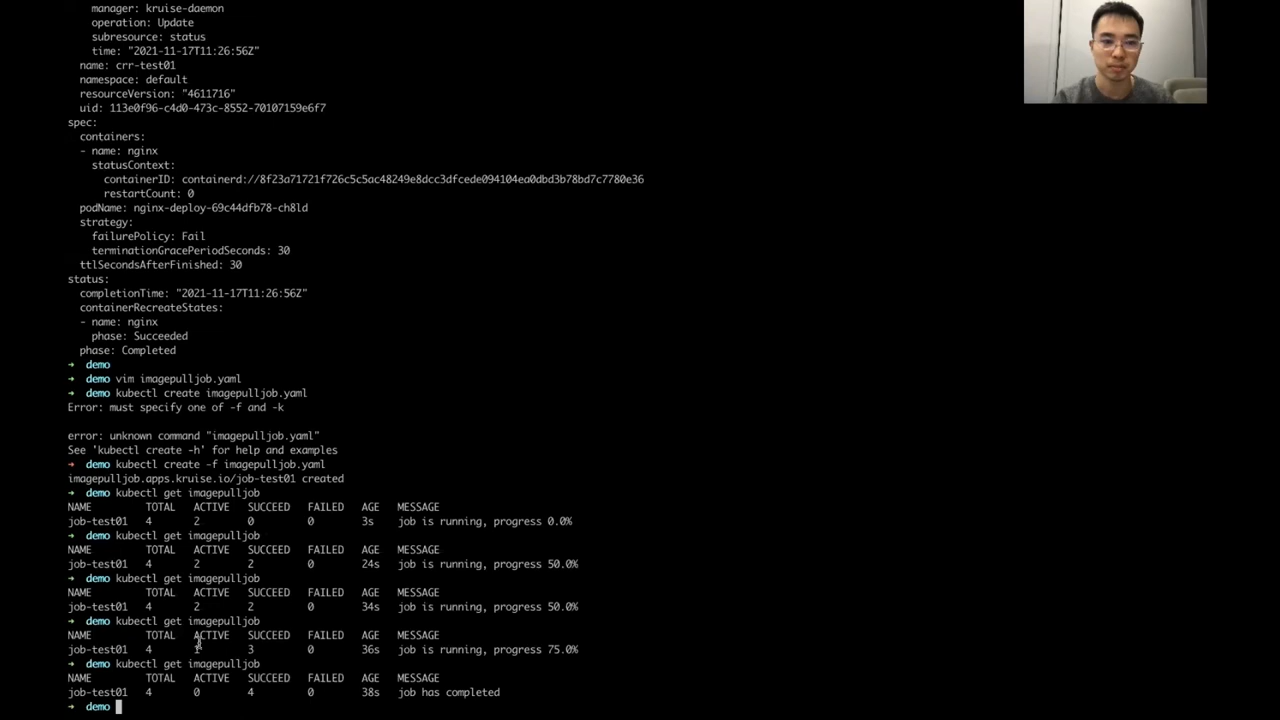 manager: kruise-daemon
operation: Update
subresource: status
time: "2021-11-17T11:26:56Z"
name: crr-test01
namespace: default
resourceVersion: "4611716"
uid: 113e0f96-c4d0-473c-8552-70107159e6f7
spec:
containers:
- name: nginx
statusContext:
containerID: containerd://8f23a71721f726c5c5ac48249e8dcc3dfcede094104ea0dbd3b78bd7c7780e36
restartCount: 0
podName: nginx-deploy-69c44dfb78-ch8ld
strategy:
failurePolicy: Fail
terminationGracePeriodSeconds: 30
ttlSecondsAfterFinished: 30
status:
completionTime: "2021-11-17T11:26:56Z"
containerRecreateStates:
- name: nginx
phase: Succeeded
phase: Completed
→ demo
→ demo vim imagepulljob.yaml
→ demo kubectl create imagepulljob.yaml
Error: must specify one of -f and -k
error: unknown command "imagepulljob.yaml"
See 'kubectl create -h' for help and examples
→ demo kubectl create -f imagepulljob.yaml
imagepulljob.apps.kruise.io/job-test01 created
→ demo kubectl get imagepulljob
NAME TOTAL ACTIVE SUCCEED FAILED AGE MESSAGE
job-test01 4 2 0 0 3s job is running, progress 0.0%
→ demo kubectl get imagepulljob
NAME TOTAL ACTIVE SUCCEED FAILED AGE MESSAGE
job-test01 4 2 2 0 24s job is running, progress 50.0%
→ demo kubectl get imagepulljob
NAME TOTAL ACTIVE SUCCEED FAILED AGE MESSAGE
job-test01 4 2 2 0 34s job is running, progress 50.0%
→ demo kubectl get imagepulljob
NAME TOTAL ACTIVE SUCCEED FAILED AGE MESSAGE
job-test01 4 1 3 0 36s job is running, progress 75.0%
→ demo kubectl get imagepulljob
NAME TOTAL ACTIVE SUCCEED FAILED AGE MESSAGE
job-test01 4 0 4 0 38s job has completed
→ demo